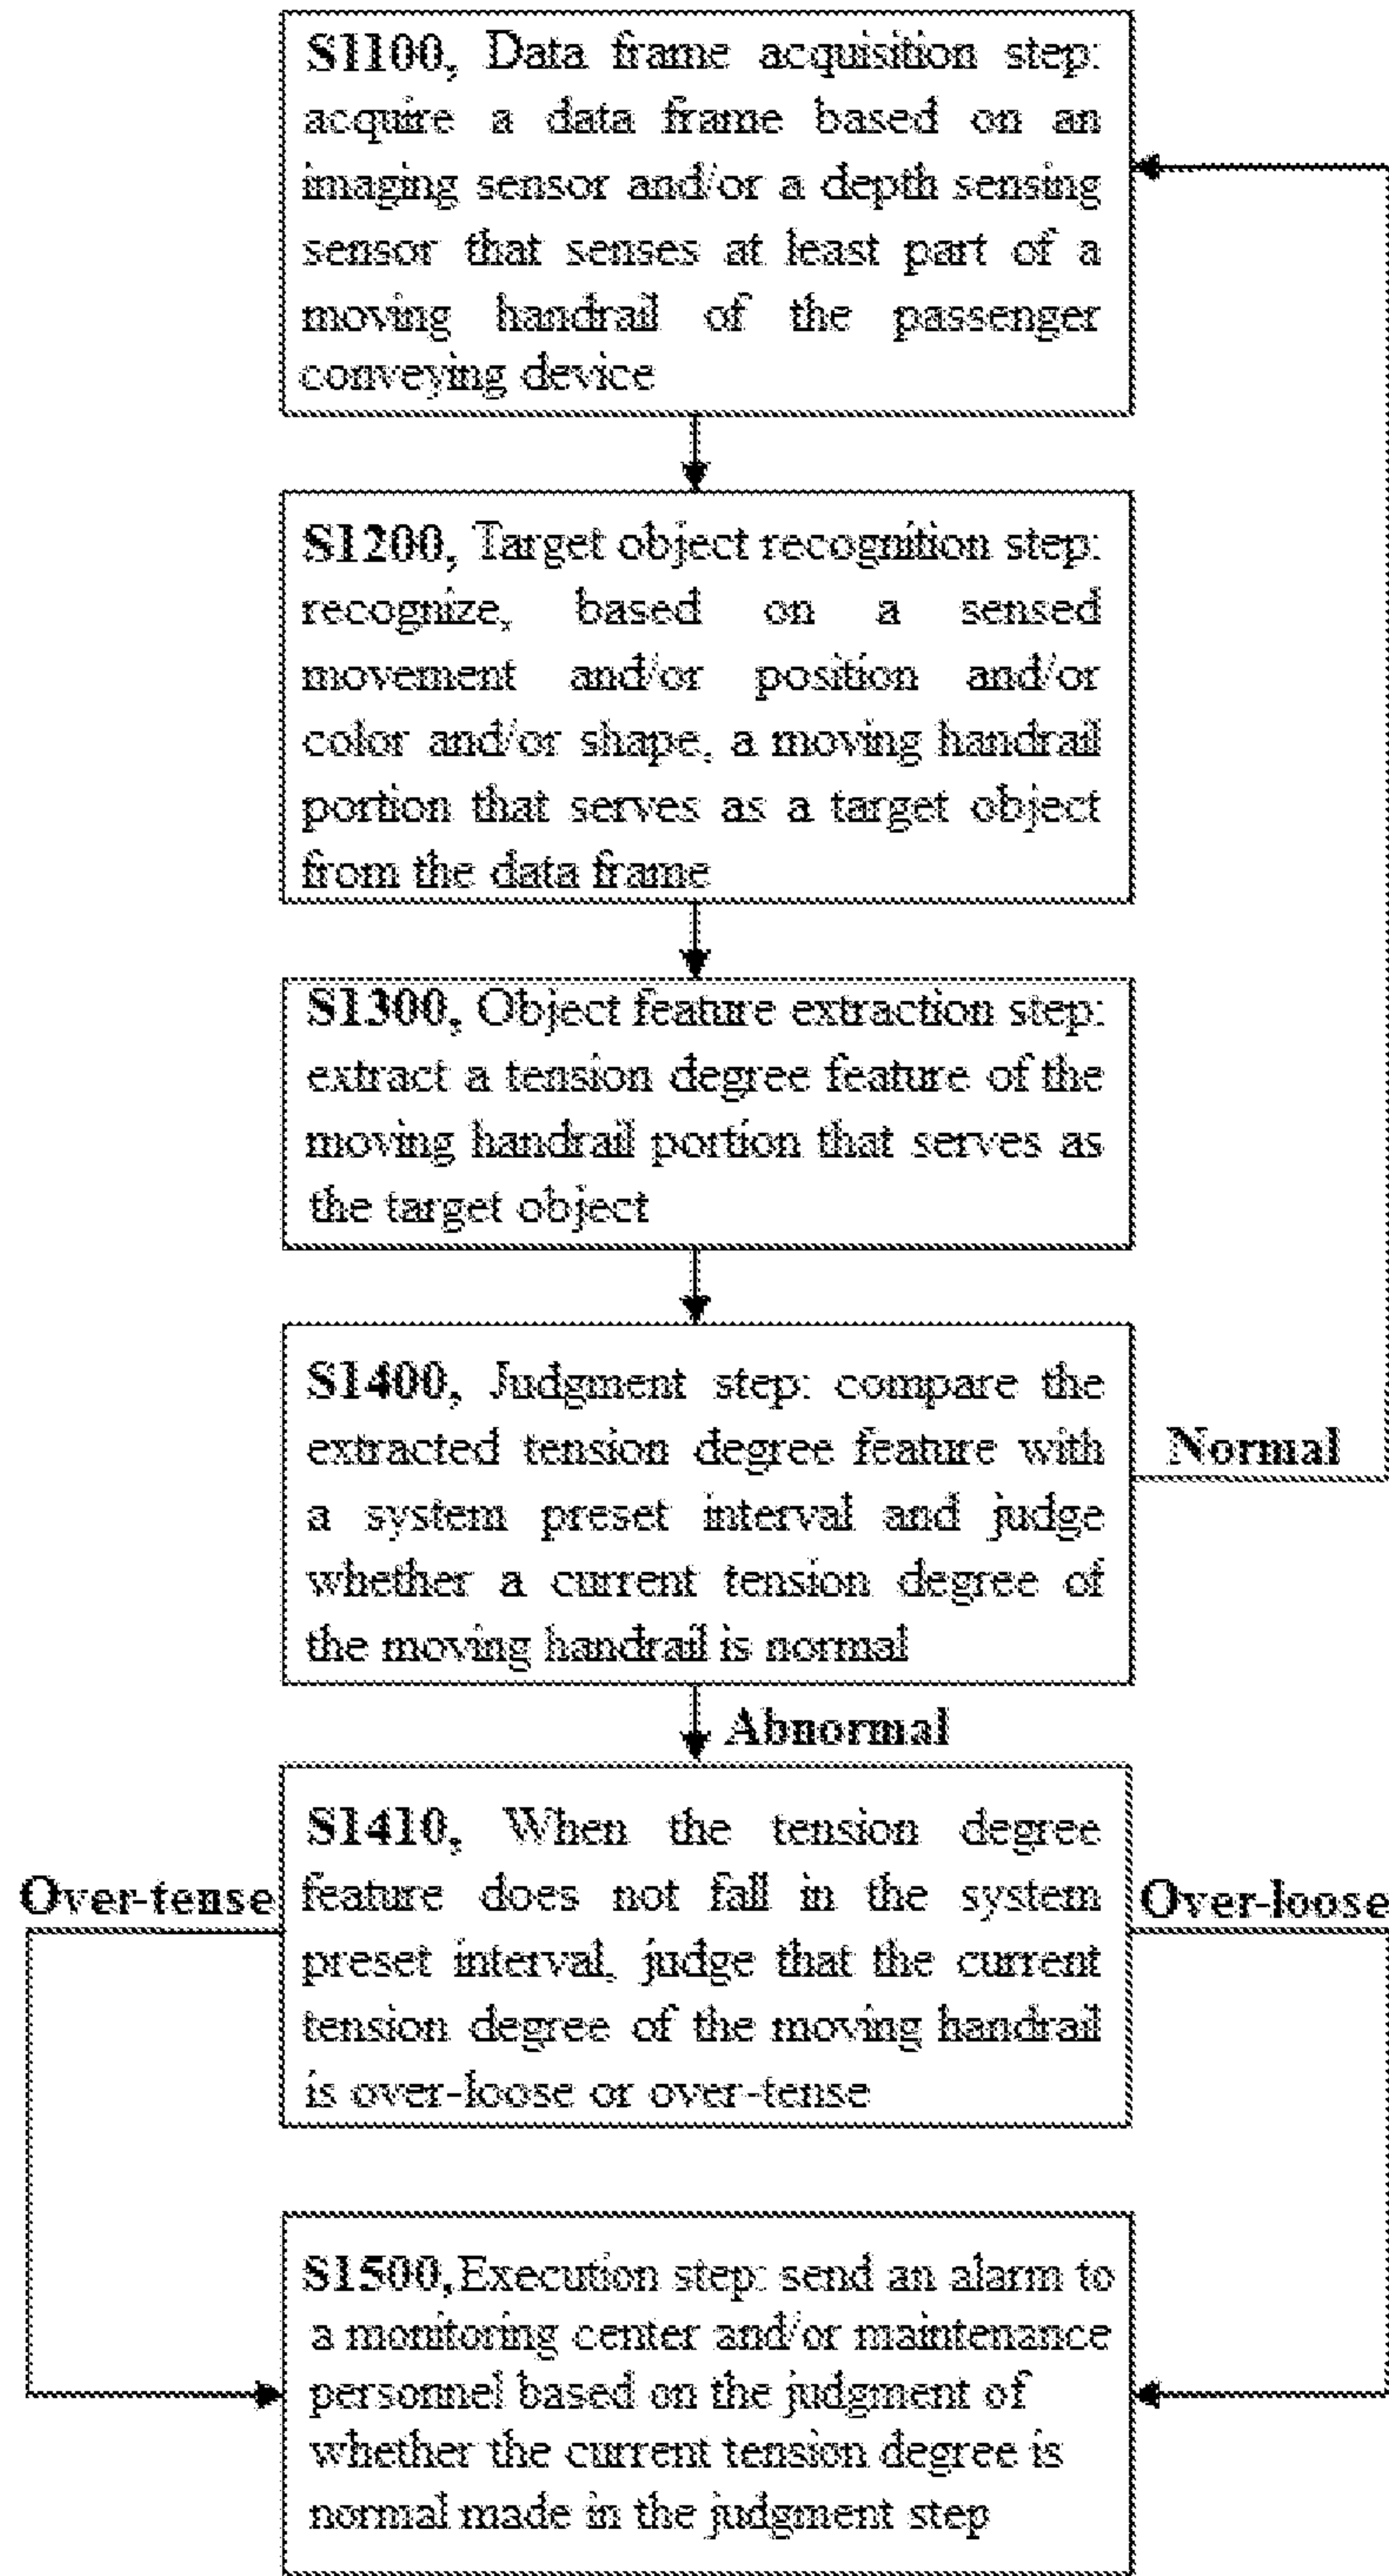 S1100, Data frame acquisition step:
acquire a data frame based on an
imaging sensor and/or a depth sensing
sensor that senses at least part of a
moving handrail of the passenger
conveying device
S1200, Target object recognition step:
recognize, based on a sensed
movement and/or position and/or
color and/or shape, a moving handrail
portion that serves as a target object
from the data frame
S1300, Object feature extraction step:
extract a tension degree feature of the
moving handrail portion that serves as
the target object
S1400, Judgment step: compare the
extracted tension degree feature with
a system preset interval and judge
whether a current tension degree of
the moving handrail is normal
Normal
Abnormal
S1410, When the tension degree
feature does not fall in the system
preset interval, judge that the current
tension degree of the moving handrail
is over-loose or over-tense
Over-tense
Over-loose
S1500,Execution step: send an alarm to
a monitoring center and/or maintenance
personnel based on the judgment of
whether the current tension degree is
normal made in the judgment step